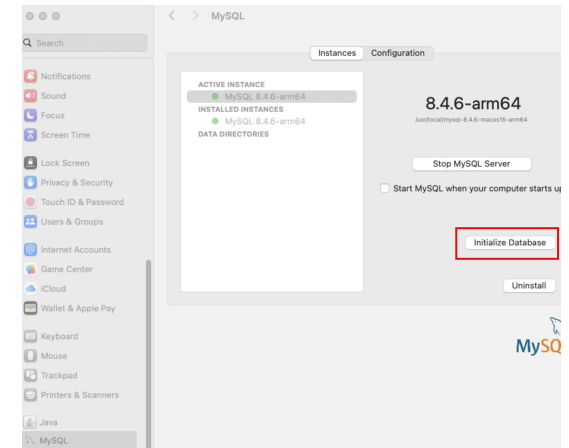 MySQL
Search
Notifications
Sound
Focus
Screen Time
Lock Screen
Privacy & Security
Touch ID & Password
Users & Groups
Internet Accounts
Game Center
iCloud
Wallet & Apple Pay
Keyboard
Mouse
Trackpad
Printers & Scanners
Java
MySQL
Instances
Configuration
ACTIVE INSTANCE
MySQL 8.4.6-arm64
INSTALLED INSTANCES
MySQL 8.4.6-arm64
DATA DIRECTORIES
8.4.6-arm64
/usr/local/mysql-8.4.6-macos15-arm64
Stop MySQL Server
Start MySQL when your computer starts up
Initialize Database
Uninstall
MySQ